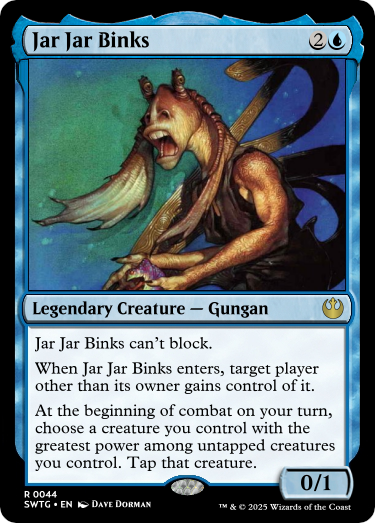 Jar Jar Binks 2
Legendary Creature — Gungan
Jar Jar Binks can't block.
When Jar Jar Binks enters, target player
other than its owner gains control of it.
At the beginning of combat on your turn,
choose a creature you control with the
greatest power among untapped creatures
you control. Tap that creature.
0/1
R 0044
SWTG • EN DAVE DORMAN
™ & © 2025 Wizards of the Coast